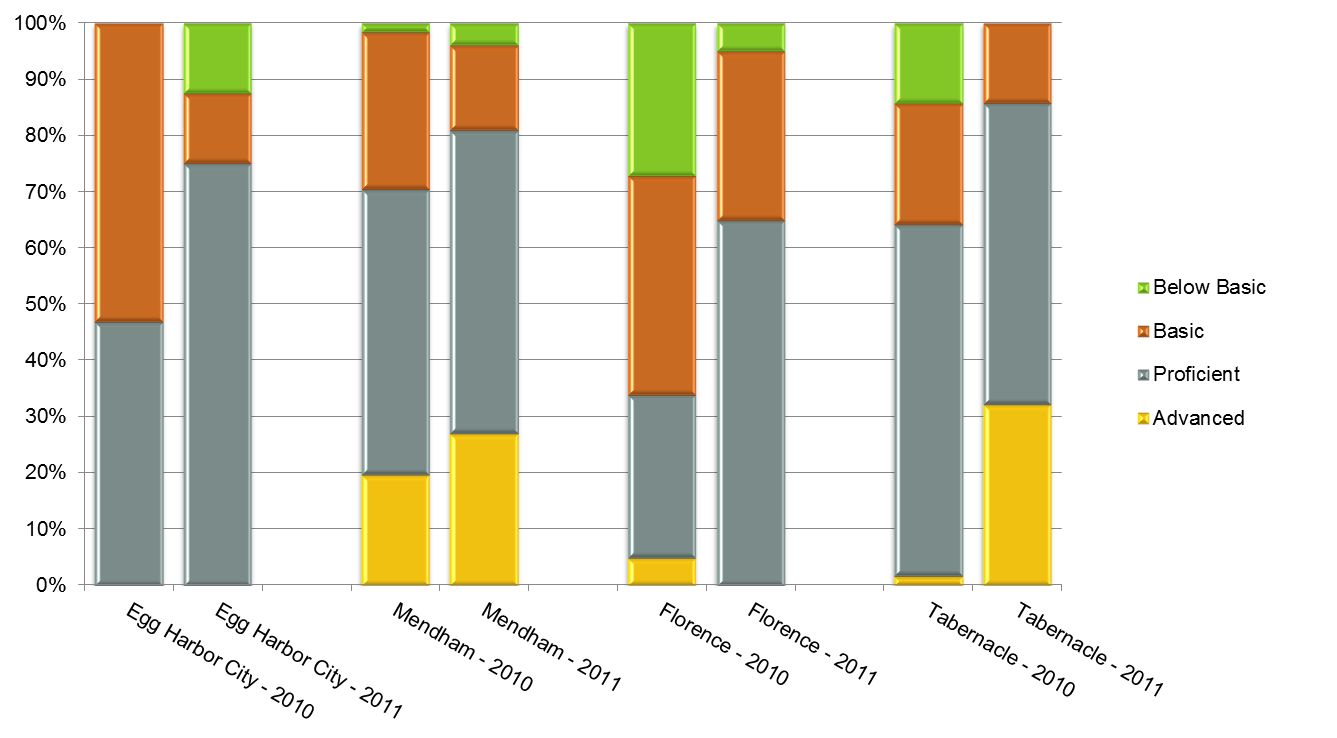 100%
90%
80%
70%
60%
50%
40%
30%
20%
10%
0%
Egg Harbor City - 2010
Egg Harbor City - 2011
Mendham - 2010
Mendham - 2011
Florence - 2010
Florence - 2011
Tabernacle - 2010
Tabernacle - 2011
Below Basic
Basic
Proficient
Advanced